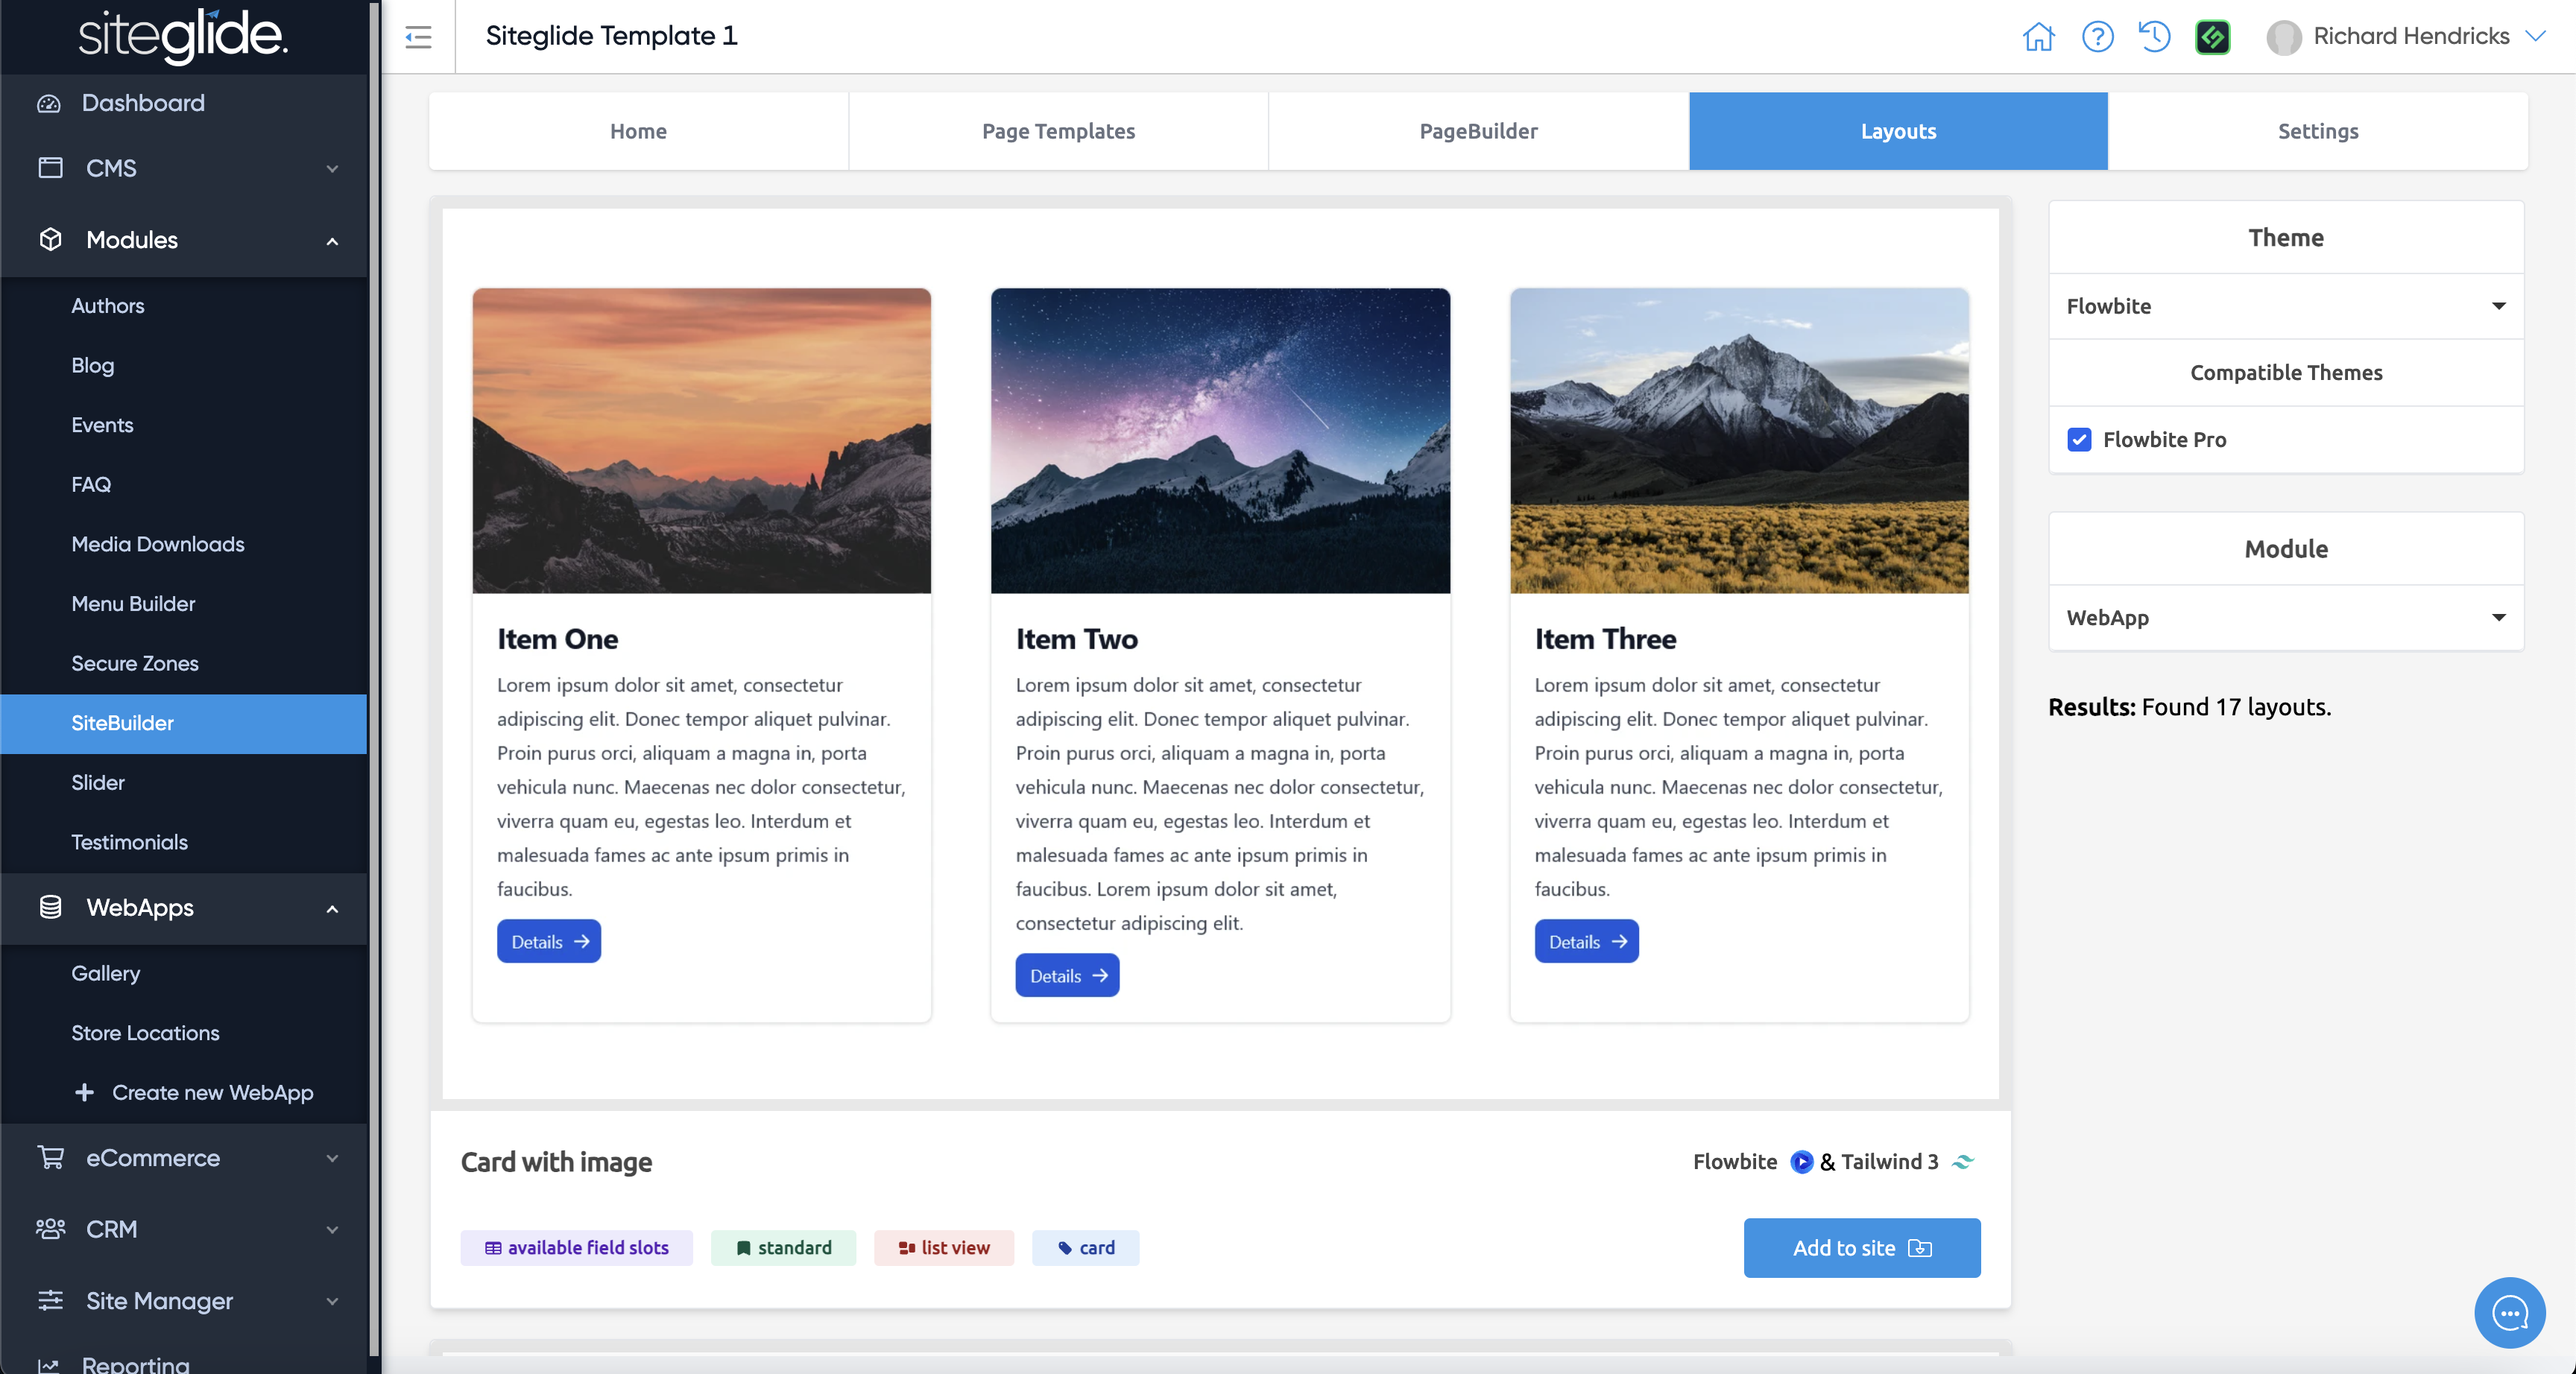 siteglide.
Siteglide Template 1
Richard Hendricks
Dashboard
CMS
Modules
Authors
Blog
Events
FAQ
Media Downloads
Menu Builder
Secure Zones
SiteBuilder
Slider
Testimonials
WebApps
Gallery
Store Locations
Create new WebApp
eCommerce
CRM
Site Manager
Reporting
Home
Page Templates
PageBuilder
Layouts
Settings
Item One
Lorem ipsum dolor sit amet, consectetur
adipiscing elit. Donec tempor aliquet pulvinar.
Proin purus orci, aliquam a magna in, porta
vehicula nunc. Maecenas nec dolor consectetur,
viverra quam eu, egestas leo. Interdum et
malesuada fames ac ante ipsum primis in
faucibus.
Details
Item Two
Lorem ipsum dolor sit amet, consectetur
adipiscing elit. Donec tempor aliquet pulvinar.
Proin purus orci, aliquam a magna in, porta
vehicula nunc. Maecenas nec dolor consectetur,
viverra quam eu, egestas leo. Interdum et
malesuada fames ac ante ipsum primis in
faucibus. Lorem ipsum dolor sit amet,
consectetur adipiscing elit.
Details
Item Three
Lorem ipsum dolor sit amet, consectetur
adipiscing elit. Donec tempor aliquet pulvinar.
Proin purus orci, aliquam a magna in, porta
vehicula nunc. Maecenas nec dolor consectetur,
viverra quam eu, egestas leo. Interdum et
malesuada fames ac ante ipsum primis in
faucibus.
Details
Card with image
Flowbite & Tailwind 3
available field slots
standard
list view
card
Add to site
Theme
Flowbite
Compatible Themes
Flowbite Pro
Module
WebApp
Results: Found 17 layouts.